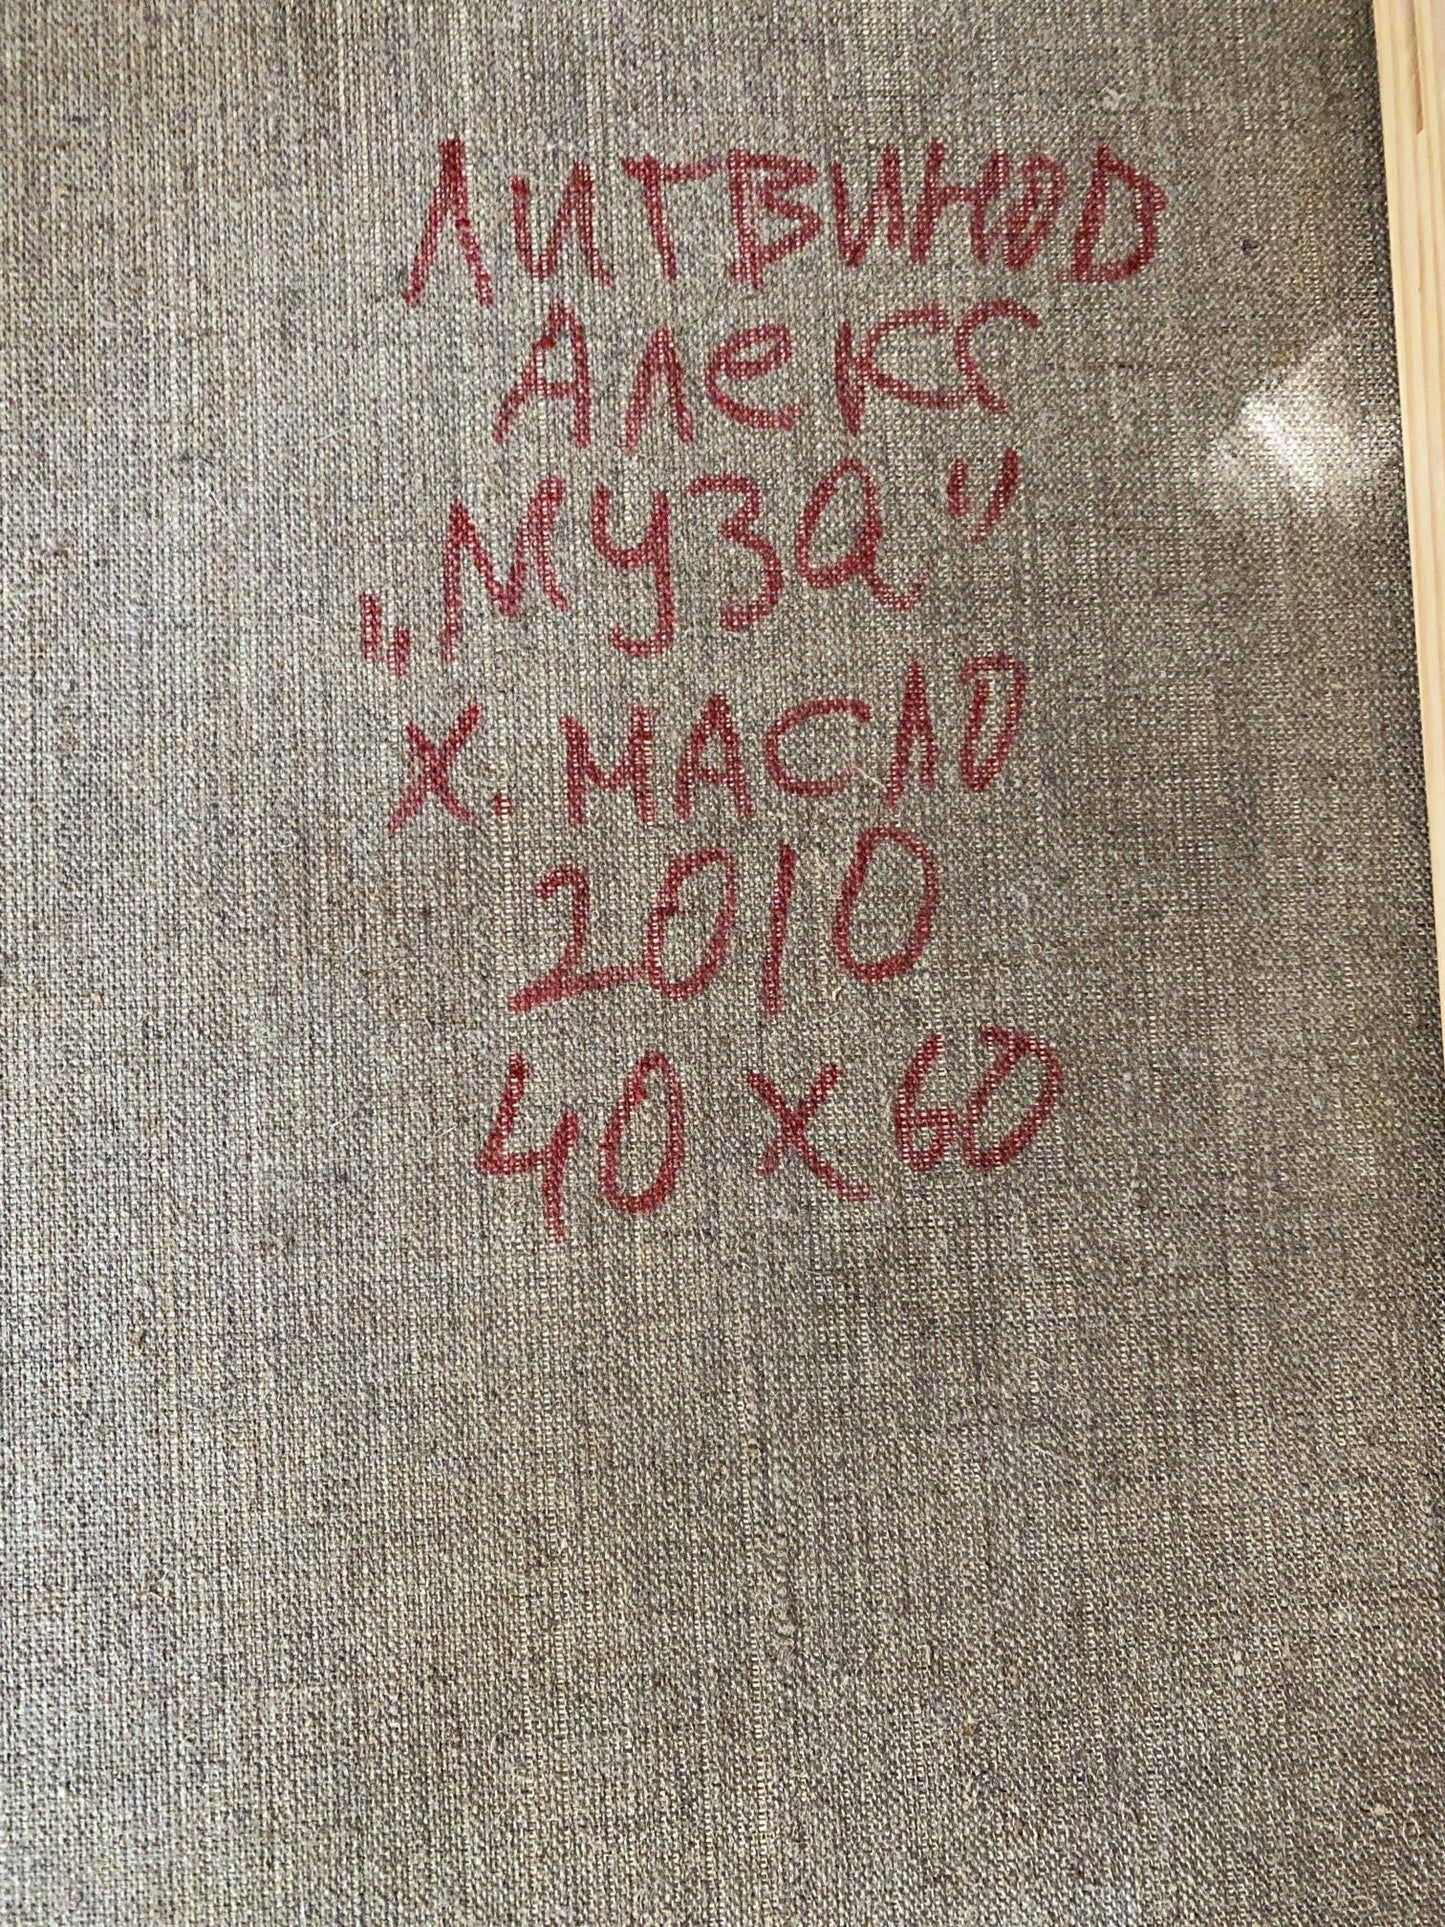 Литвинов
Алекс
„Муза"
х. масло
2010
40 х 60